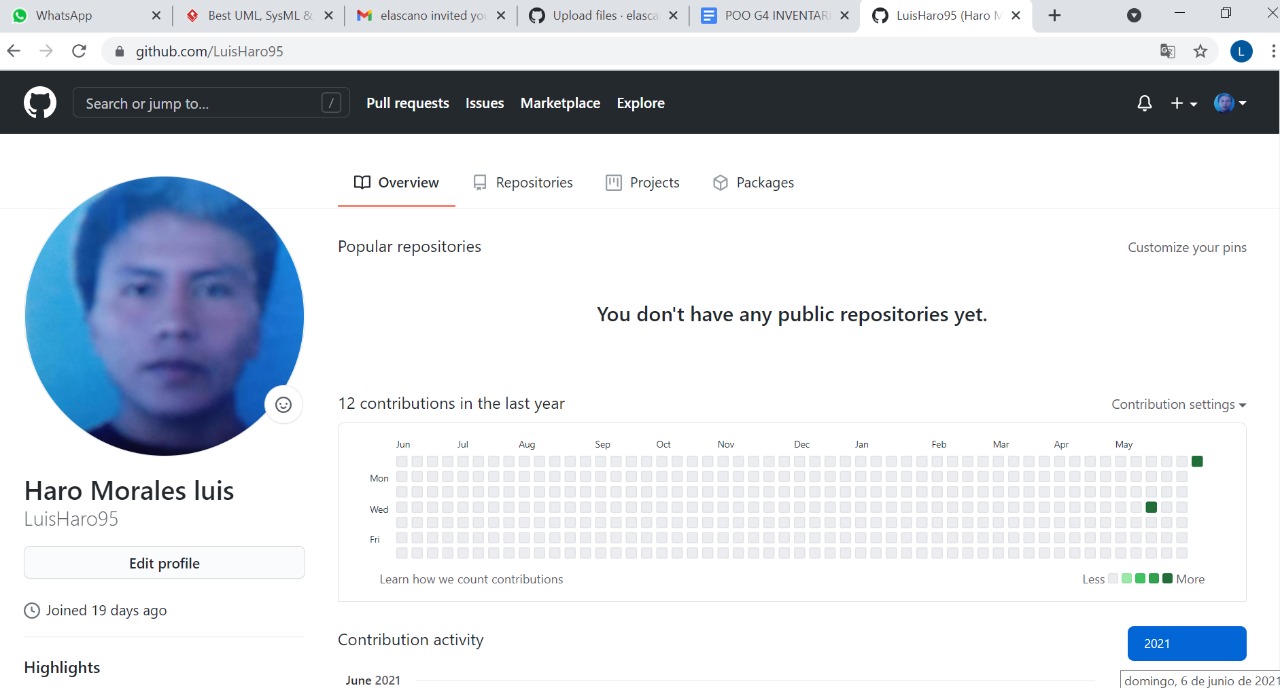 WhatsApp
Best UML, SysML &
elascano invited you
Upload files · elasca
POO G4 INVENTARI
LuisHaro95 (Haro M
github.com/LuisHaro95
L
Search or jump to...
/
Pull requests
Issues
Marketplace
Explore
Overview
Repositories
Projects
Packages
Popular repositories
Customize your pins
You don't have any public repositories yet.
12 contributions in the last year
Contribution settings
Jun Jul Aug Sep Oct Nov Dec Jan Feb Mar Apr May
Mon
Wed
Fri
Learn how we count contributions
Less
More
Haro Morales luis
LuisHaro95
Edit profile
Joined 19 days ago
Highlights
Contribution activity
2021
June 2021
domingo, 6 de junio de 2021